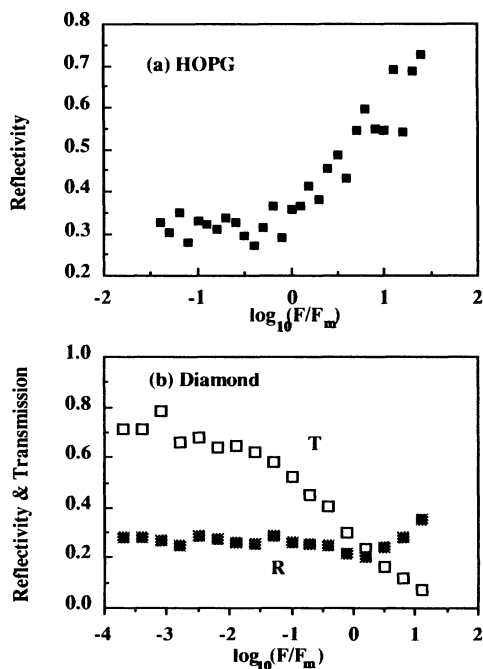 (a) HOPG
Reflectivity
0.8
0.7
0.6
0.5
0.4
0.3
0.2
-2 -1 0 1 2
log10(F/Fm)
(b) Diamond
Reflectivity & Transmission
1.0
0.8
0.6
0.4
0.2
0.0
T
R
-4 -3 -2 -1 0 1 2
log10(F/Fm)